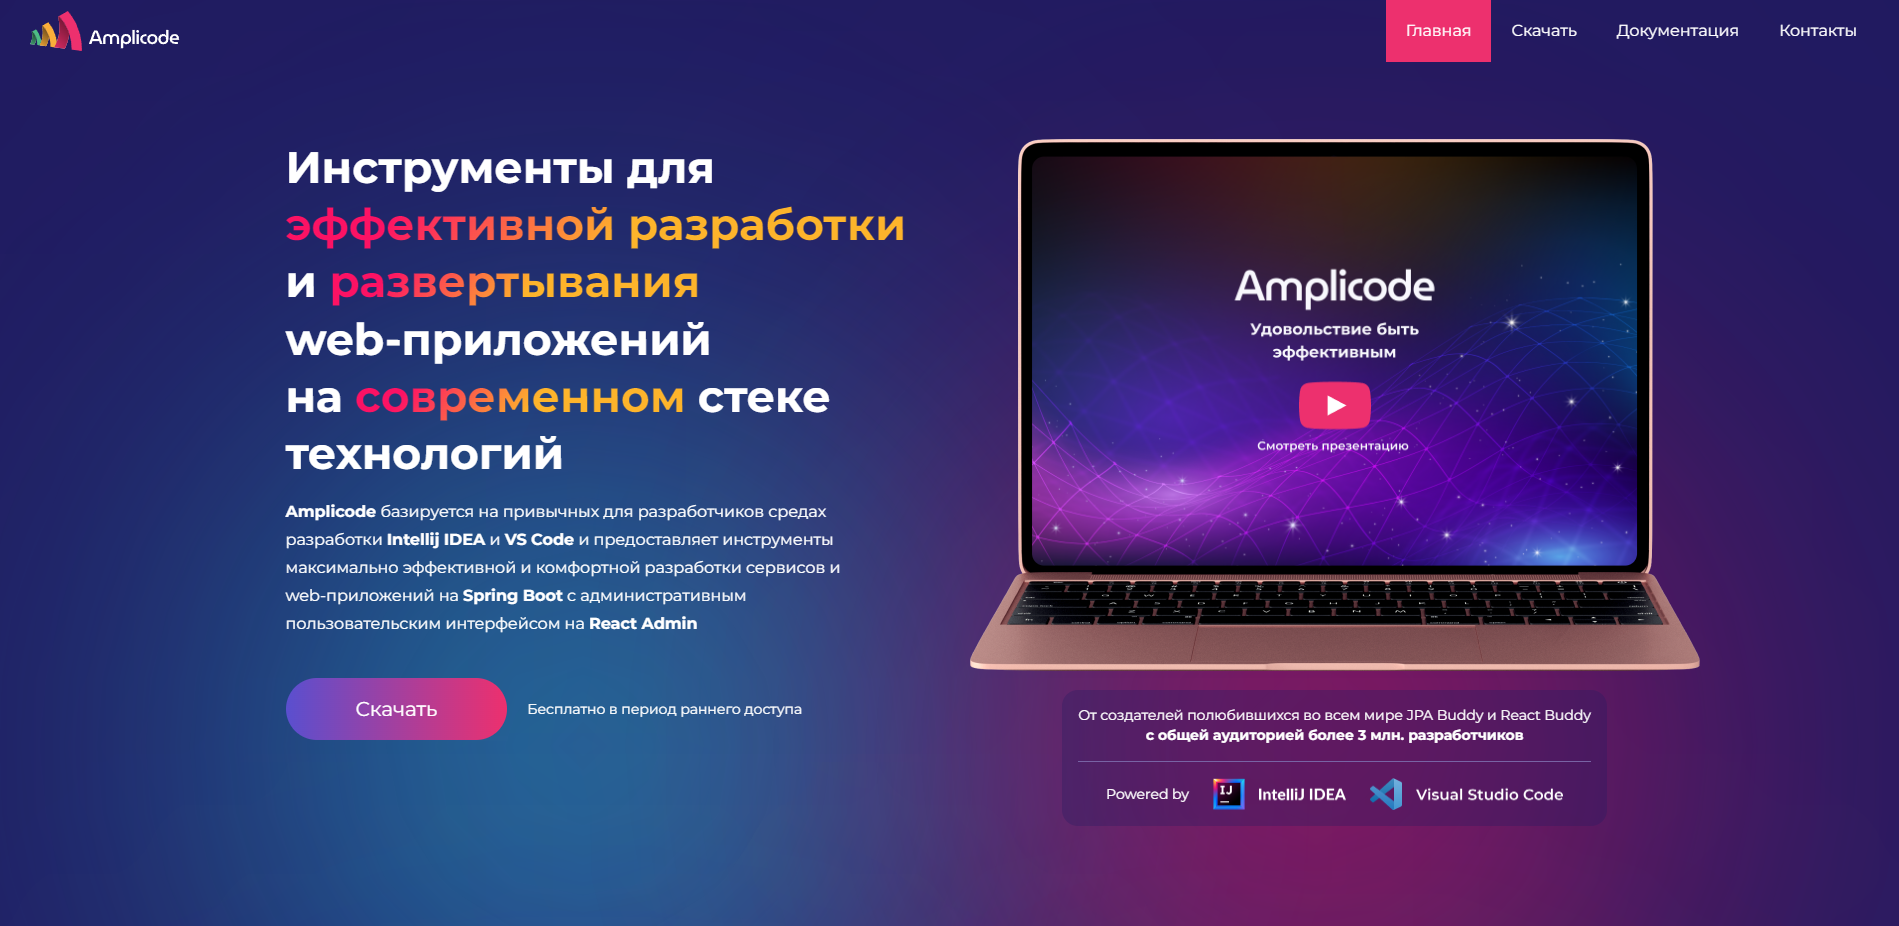 Amplicode
Главная
Скачать
Документация
Контакты
Инструменты для
эффективной разработки
и развертывания
web-приложений
на современном стеке
технологий
Amplicode базируется на привычных для разработчиков средах
разработки Intellij IDEA и VS Code и предоставляет инструменты
максимально эффективной и комфортной разработки сервисов и
web-приложений на Spring Boot с административным
пользовательским интерфейсом на React Admin
Скачать
Бесплатно в период раннего доступа
Amplicode
Удовольствие быть
эффективным
Смотреть презентацию
От создателей полюбившихся во всем мире JPA Buddy и React Buddy
с общей аудиторией более 3 млн. разработчиков
Powered by
IJ
IntelliJ IDEA
Visual Studio Code